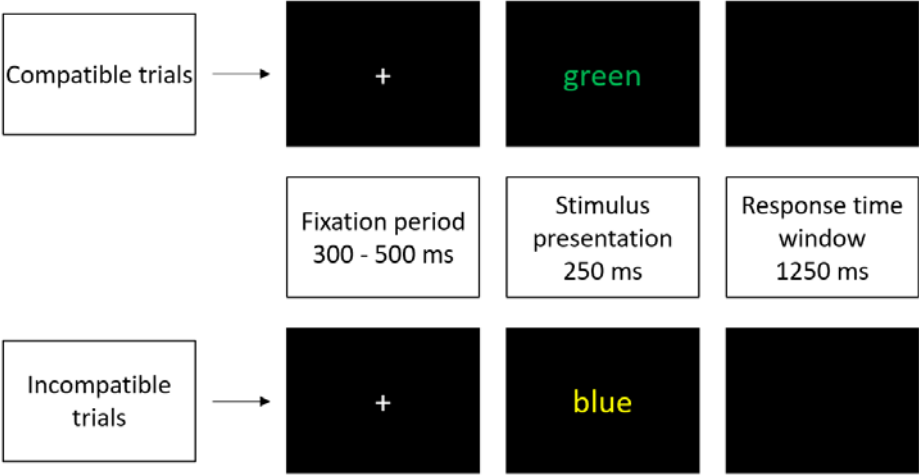 Compatible trials
+
green
Fixation period
300 - 500 ms
Stimulus
presentation
250 ms
Response time
window
1250 ms
Incompatible
trials
+
blue